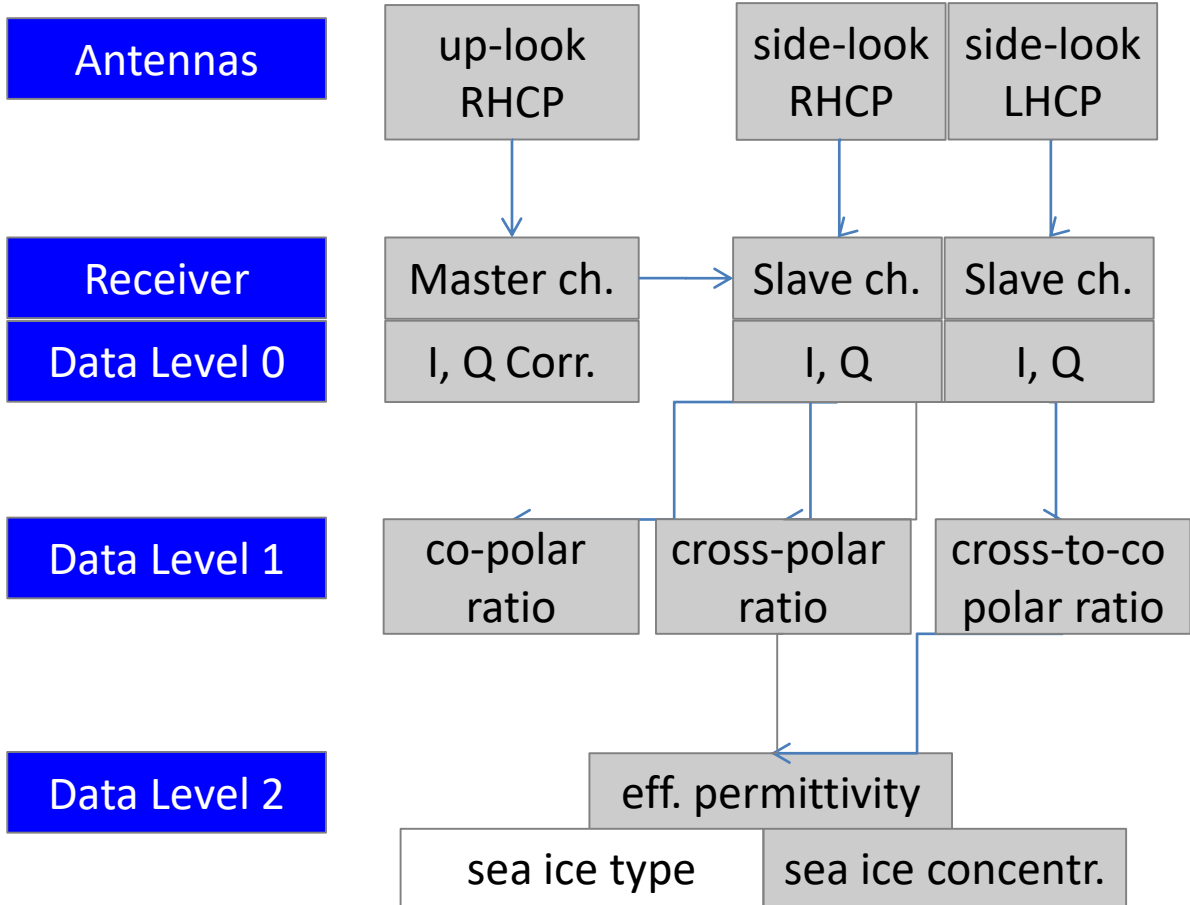 Antennas
up-look
RHCP
side-look
RHCP
side-look
LHCP
Receiver
Master ch.
Slave ch.
Slave ch.
Data Level 0
I, Q Corr.
I, Q
I, Q
Data Level 1
co-polar
ratio
cross-polar
ratio
cross-to-co
polar ratio
Data Level 2
eff. permittivity
sea ice type
sea ice concentr.